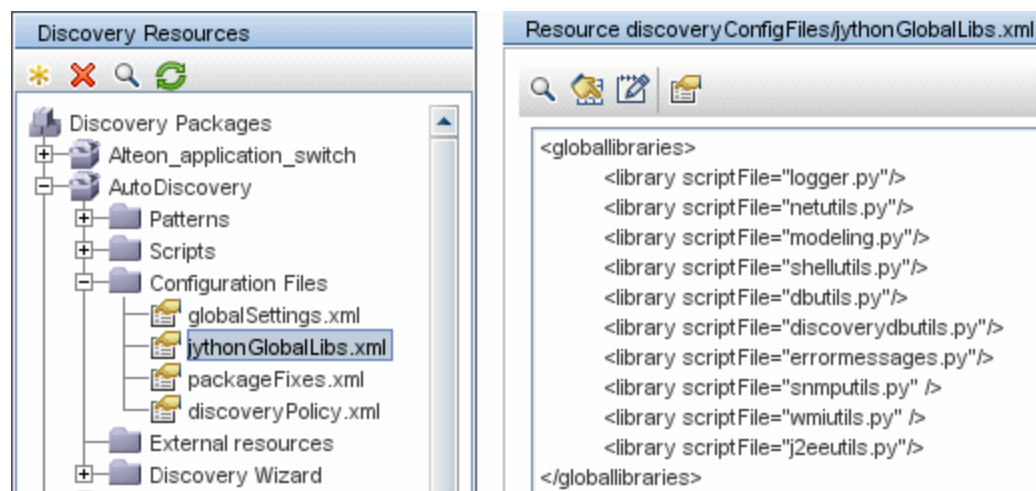 Discovery Resources
Discovery Packages
Alteon_application_switch
AutoDiscovery
Patterns
Scripts
Configuration Files
globalSettings.xml
jythonGlobalLibs.xml
packageFixes.xml
discoveryPolicy.xml
External resources
Discovery Wizard
Resource discoveryConfigFiles/jythonGlobalLibs.xml
<globallibraries>
<library scriptFile="logger.py"/>
<library scriptFile="netutils.py"/>
<library scriptFile="modeling.py"/>
<library scriptFile="shellutils.py"/>
<library scriptFile="dbutils.py"/>
<library scriptFile="discoverydbutils.py"/>
<library scriptFile="errormessages.py"/>
<library scriptFile="snmputils.py" />
<library scriptFile="wmiutils.py" />
<library scriptFile="j2eeutils.py"/>
</globallibraries>